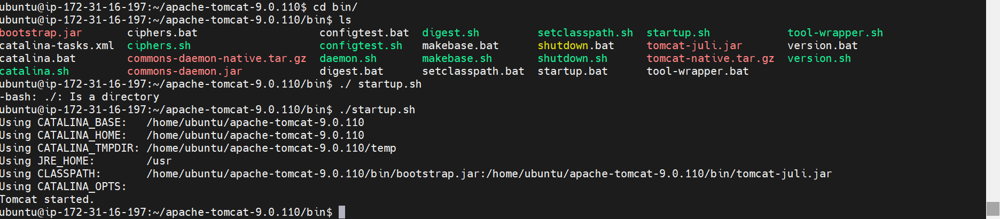 ubuntu@ip-172-31-16-197:~/apache-tomcat-9.0.110$ cd bin/
ubuntu@ip-172-31-16-197:~/apache-tomcat-9.0.110/bin$ ls
bootstrap.jar ciphers.bat configtest.bat digest.sh setclasspath.sh startup.sh tool-wrapper.sh
catalina-tasks.xml ciphers.sh configtest.sh makebase.bat shutdown.bat tomcat-juli.jar version.bat
catalina.bat commons-daemon-native.tar.gz daemon.sh makebase.sh shutdown.sh tomcat-native.tar.gz version.sh
catalina.sh commons-daemon.jar digest.bat setclasspath.bat startup.bat tool-wrapper.bat
ubuntu@ip-172-31-16-197:~/apache-tomcat-9.0.110/bin$ ./ startup.sh
-bash: ./: Is a directory
ubuntu@ip-172-31-16-197:~/apache-tomcat-9.0.110/bin$ ./startup.sh
Using CATALINA_BASE: /home/ubuntu/apache-tomcat-9.0.110
Using CATALINA_HOME: /home/ubuntu/apache-tomcat-9.0.110
Using CATALINA_TMPDIR: /home/ubuntu/apache-tomcat-9.0.110/temp
Using JRE_HOME: /usr
Using CLASSPATH: /home/ubuntu/apache-tomcat-9.0.110/bin/bootstrap.jar:/home/ubuntu/apache-tomcat-9.0.110/bin/tomcat-juli.jar
Using CATALINA_OPTS:
Tomcat started.
ubuntu@ip-172-31-16-197:~/apache-tomcat-9.0.110/bin$